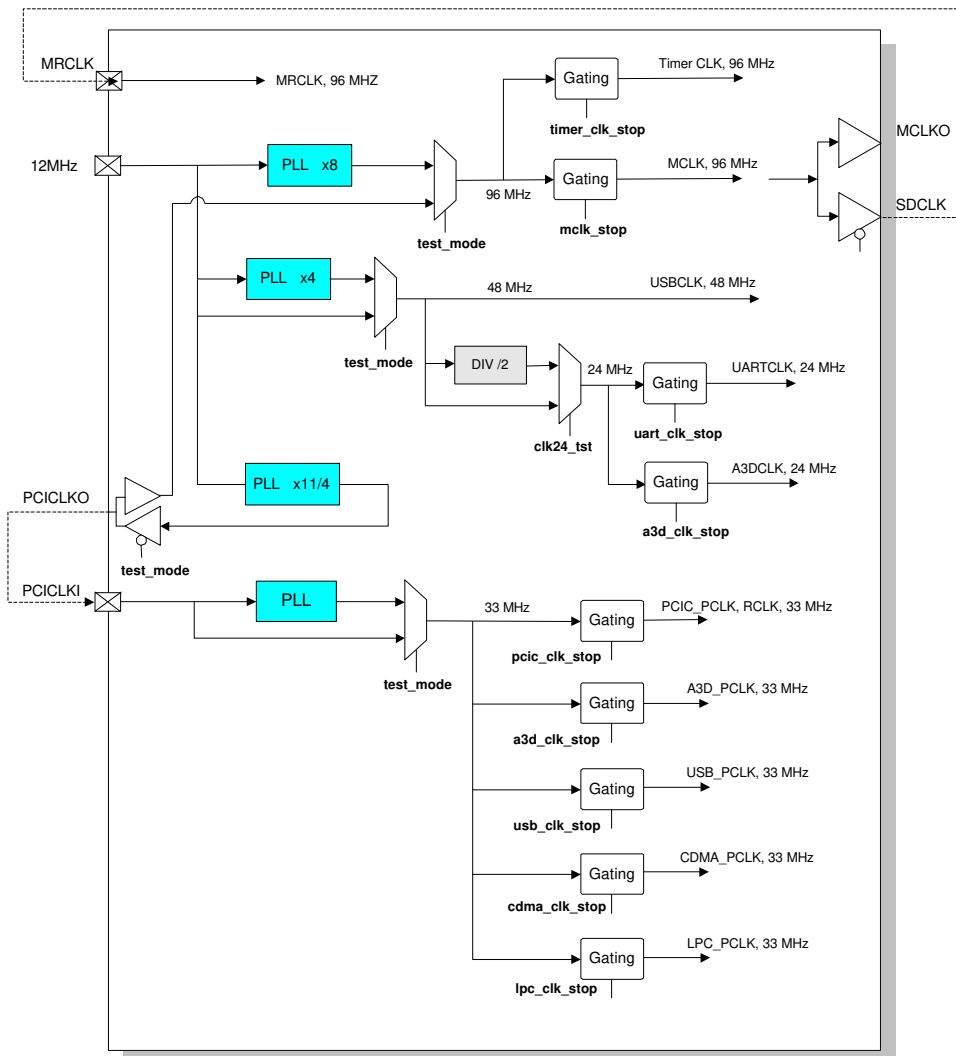 MRCLK
MRCLK, 96 MHZ
Timer CLK, 96 MHz
Gating
timer_clk_stop
MCLKO
12MHz
PLL x8
MCLK, 96 MHz
Gating
96 MHz
mclk_stop
test_mode
SDCLK
PLL x4
48 MHz
USBCLK, 48 MHz
test_mode
DIV /2
24 MHz
UARTCLK, 24 MHz
Gating
uart_clk_stop
clk24_tst
PLL x11/4
A3DCLK, 24 MHz
Gating
a3d_clk_stop
PCICLKO
test_mode
PCICLKI
PLL
33 MHz
PCIC_PCLK, RCLK, 33 MHz
Gating
pcic_clk_stop
test_mode
A3D_PCLK, 33 MHz
Gating
a3d_clk_stop
USB_PCLK, 33 MHz
Gating
usb_clk_stop
CDMA_PCLK, 33 MHz
Gating
cdma_clk_stop
LPC_PCLK, 33 MHz
Gating
lpc_clk_stop